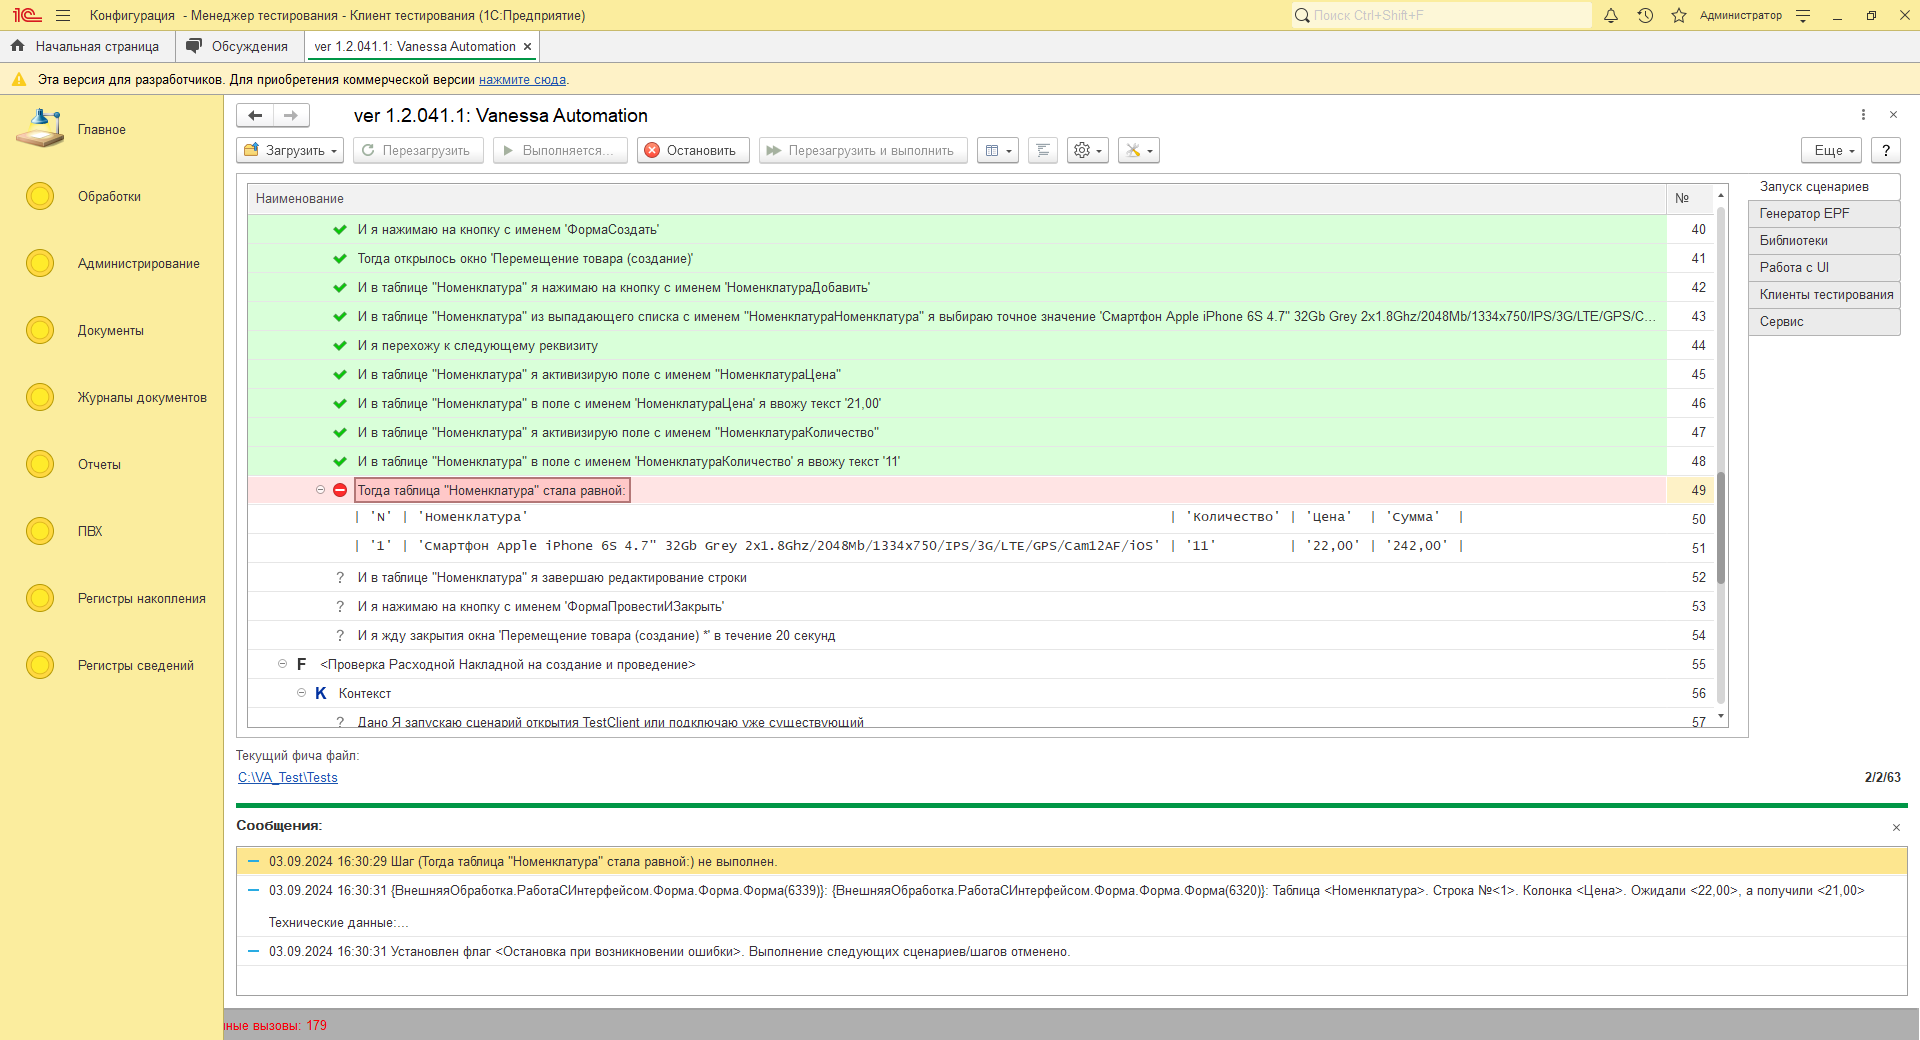 1С Конфигурация - Менеджер тестирования - Клиент тестирования (1С:Предприятие) Поиск Ctrl+Shift+F Администратор
Начальная страница Обсуждения ver 1.2.041.1: Vanessa Automation ×
Эта версия для разработчиков. Для приобретения коммерческой версии нажмите сюда.
Главное
Обработки
Администрирование
Документы
Журналы документов
Отчеты
ПВХ
Регистры накопления
Регистры сведений
ver 1.2.041.1: Vanessa Automation
Загрузить Перезагрузить Выполняется... Остановить Перезагрузить и выполнить Еще ?
Наименование №
И я нажимаю на кнопку с именем 'ФормаСоздать' 40
Тогда открылось окно 'Перемещение товара (создание)' 41
И в таблице "Номенклатура" я нажимаю на кнопку с именем 'НоменклатураДобавить' 42
И в таблице "Номенклатура" из выпадающего списка с именем "НоменклатураНоменклатура" я выбираю точное значение 'Смартфон Apple iPhone 6S 4.7" 32Gb Grey 2x1.8Ghz/2048Mb/1334x750/IPS/3G/LTE/GPS/C... 43
И я перехожу к следующему реквизиту 44
И в таблице "Номенклатура" я активизирую поле с именем "НоменклатураЦена" 45
И в таблице "Номенклатура" в поле с именем 'НоменклатураЦена' я ввожу текст '21,00' 46
И в таблице "Номенклатура" я активизирую поле с именем "НоменклатураКоличество" 47
И в таблице "Номенклатура" в поле с именем 'НоменклатураКоличество' я ввожу текст '11' 48
Тогда таблица "Номенклатура" стала равной: 49
| 'N' | 'Номенклатура' | 'Количество' | 'Цена' | 'Сумма' | 50
| '1' | 'Смартфон Apple iPhone 6S 4.7" 32Gb Grey 2x1.8Ghz/2048Mb/1334x750/IPS/3G/LTE/GPS/Cam12AF/iOS' | '11' | '22,00' | '242,00' | 51
? И в таблице "Номенклатура" я завершаю редактирование строки 52
? И я нажимаю на кнопку с именем 'ФормаПровестиИЗакрыть' 53
? И я жду закрытия окна 'Перемещение товара (создание) *' в течение 20 секунд 54
F <Проверка Расходной Накладной на создание и проведение> 55
К Контекст 56
? Дано Я запускаю сценарий открытия TestClient или подключаю уже существующий 57
Запуск сценариев
Генератор EPF
Библиотеки
Работа с UI
Клиенты тестирования
Сервис
Текущий фича файл:
C:\VA_Test\Tests 2/2/63
Сообщения:
03.09.2024 16:30:29 Шаг (Тогда таблица "Номенклатура" стала равной:) не выполнен.
03.09.2024 16:30:31 {ВнешняяОбработка.РаботаСИнтерфейсом.Форма.Форма.Форма(6339)}: {ВнешняяОбработка.РаботаСИнтерфейсом.Форма.Форма.Форма(6320)}: Таблица <Номенклатура>. Строка №<1>. Колонка <Цена>. Ожидали <22,00>, а получили <21,00>
Технические данные:...
03.09.2024 16:30:31 Установлен флаг <Остановка при возникновении ошибки>. Выполнение следующих сценариев/шагов отменено.
ные вызовы: 179